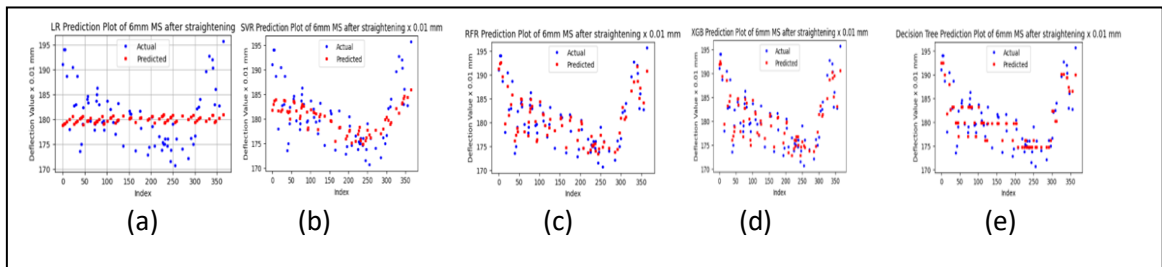 LR Prediction Plot of 6mm MS after straightening
Deflection Value x 0.01 mm
195
190
185
180
175
170
Actual
Predicted
0 50 100 150 200 250 300 350
Index
(a)
SVR Prediction Plot of 6mm MS after straightening x 0.01 mm
Deflection Value x 0.01 mm
195
190
185
180
175
170
Actual
Predicted
0 50 100 150 200 250 300 350
Index
(b)
RFR Prediction Plot of 6mm MS after straightening x 0.01 mm
Deflection Value x 0.01 mm
195
190
185
180
175
170
Actual
Predicted
0 50 100 150 200 250 300 350
Index
(c)
XGB Prediction Plot of 6mm MS after straightening x 0.01 mm
Deflection Value x 0.01 mm
195
190
185
180
175
170
Actual
Predicted
0 50 100 150 200 250 300 350
Index
(d)
Decision Tree Prediction Plot of 6mm MS after straightening x 0.01 mm
Deflection Value x 0.01 mm
195
190
185
180
175
170
Actual
Predicted
0 50 100 150 200 250 300 350
Index
(e)